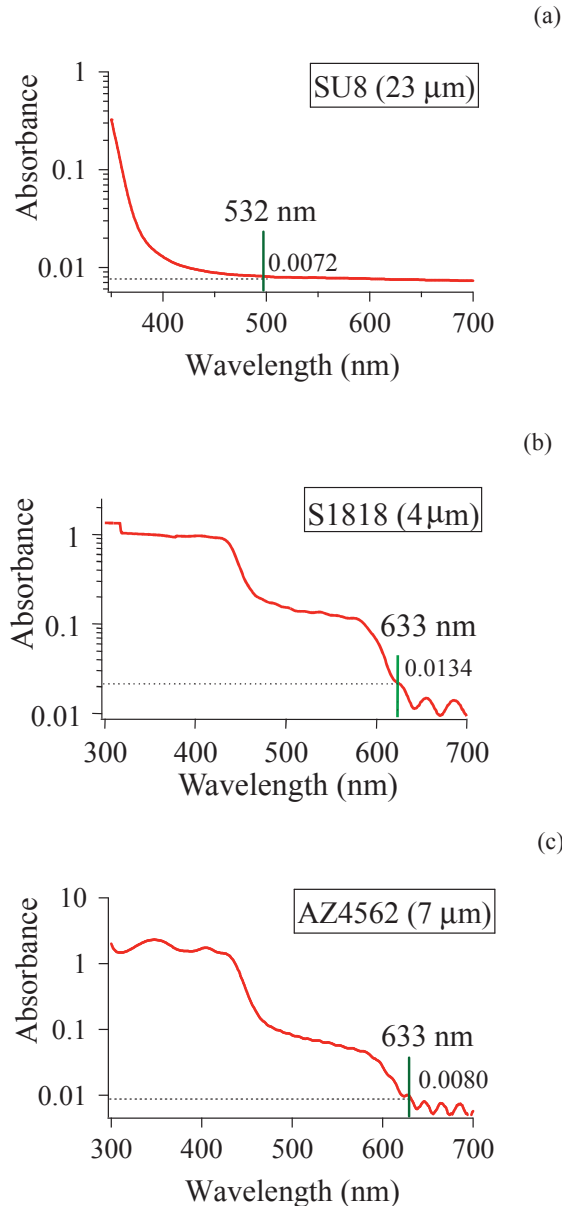 (a)
SU8 (23 μm)
Absorbance
1
0.1
0.01
532 nm
0.0072
400 500 600 700
Wavelength (nm)
(b)
S1818 (4μm)
Absorbance
1
0.1
0.01
633 nm
0.0134
300 400 500 600 700
Wavelength (nm)
(c)
AZ4562 (7 μm)
Absorbance
10
1
0.1
0.01
633 nm
0.0080
300 400 500 600 700
Wavelength (nm)